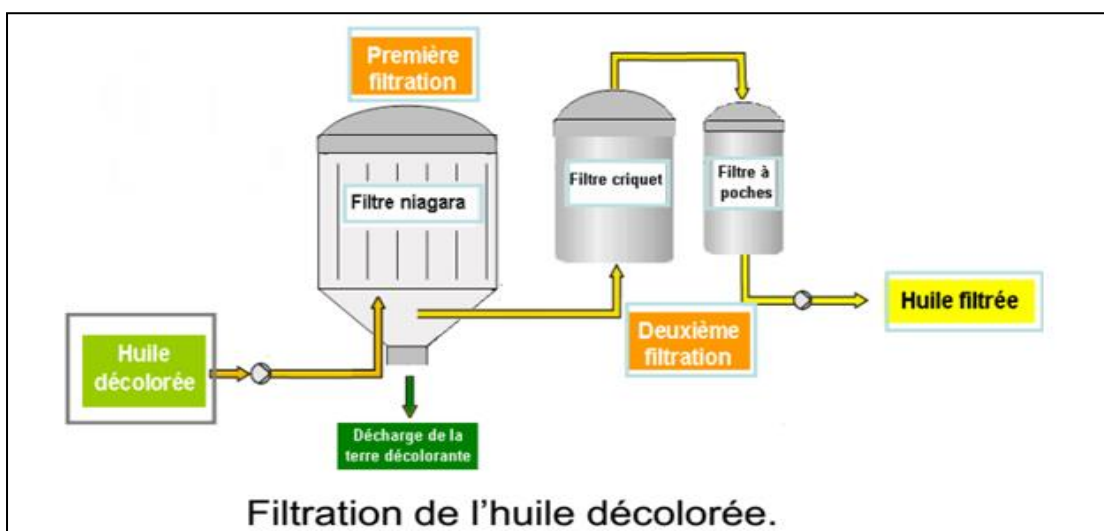 Première
filtration
Filtre niagara
Filtre criquet
Filtre à
poches
Huile
décolorée
Deuxième
filtration
Huile filtrée
Décharge de la
terre décolorante
Filtration de l’huile décolorée.